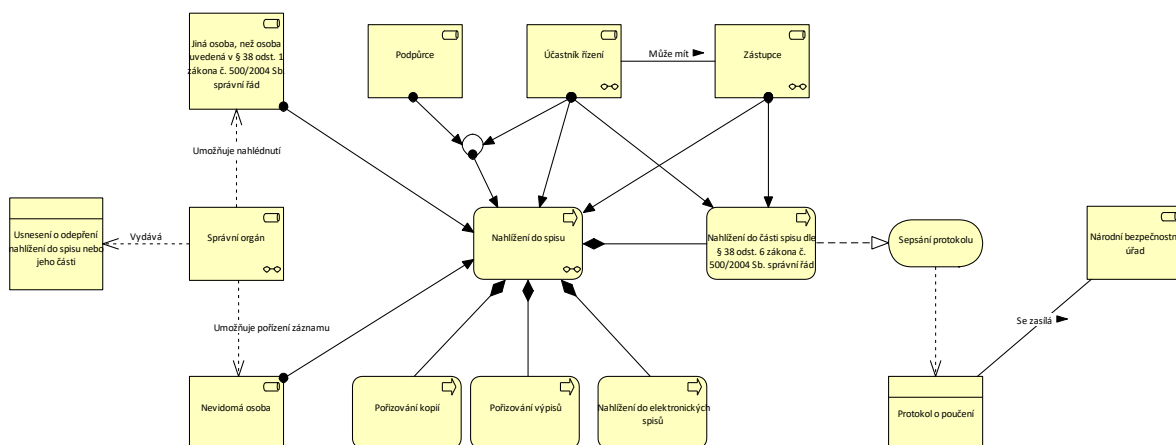 Jiná osoba, než osoba
uvedená v § 38 odst. 1
zákona č. 500/2004 Sb.
správní řád
Podpůrce
Účastník řízení
Může mít
Zástupce
Umožňuje nahlédnutí
Usnesení o odepření
nahlížení do spisu nebo
jeho části
Vydává
Správní orgán
Nahlížení do spisu
Nahlížení do části spisu dle
§ 38 odst. 6 zákona č.
500/2004 Sb. správní řád
Sepsání protokolu
Národní bezpečnostn
úřad
Umožňuje pořízení záznamu
Se zasílá
Nevidomá osoba
Pořizování kopií
Pořizování výpisů
Nahlížení do elektronických
spisů
Protokol o poučení